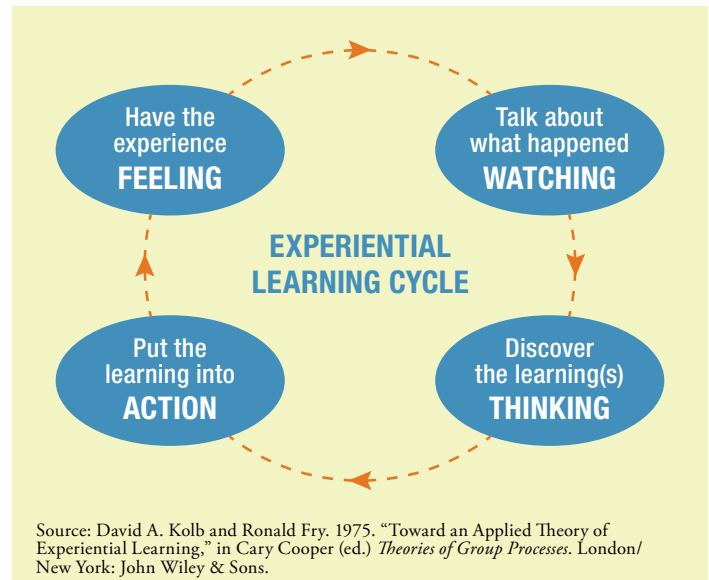 Have the
experience
FEELING
Talk about
what happened
WATCHING
EXPERIENTIAL
LEARNING CYCLE
Put the
learning into
ACTION
Discover
the learning(s)
THINKING
Source: David A. Kolb and Ronald Fry. 1975. “Toward an Applied Theory of
Experiential Learning,” in Cary Cooper (ed.) Theories of Group Processes. London/
New York: John Wiley & Sons.